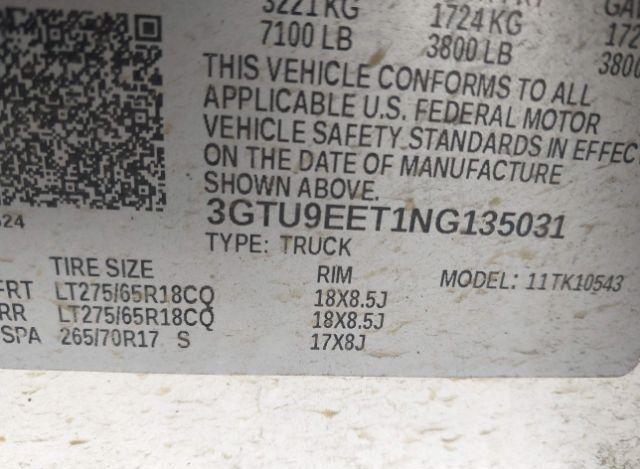 3221 KG 1724 KG
7100 LB 3800 LB 3800
THIS VEHICLE CONFORMS TO ALL
APPLICABLE U.S. FEDERAL MOTOR
VEHICLE SAFETY STANDARDS IN EFFEC
ON THE DATE OF MANUFACTURE
SHOWN ABOVE.
3GTU9EET1NG135031
TYPE: TRUCK
TIRE SIZE RIM MODEL: 11TK10543
FRT LT275/65R18CQ 18X8.5J
RR LT275/65R18CQ 18X8.5J
SPA 265/70R17 S 17X8J